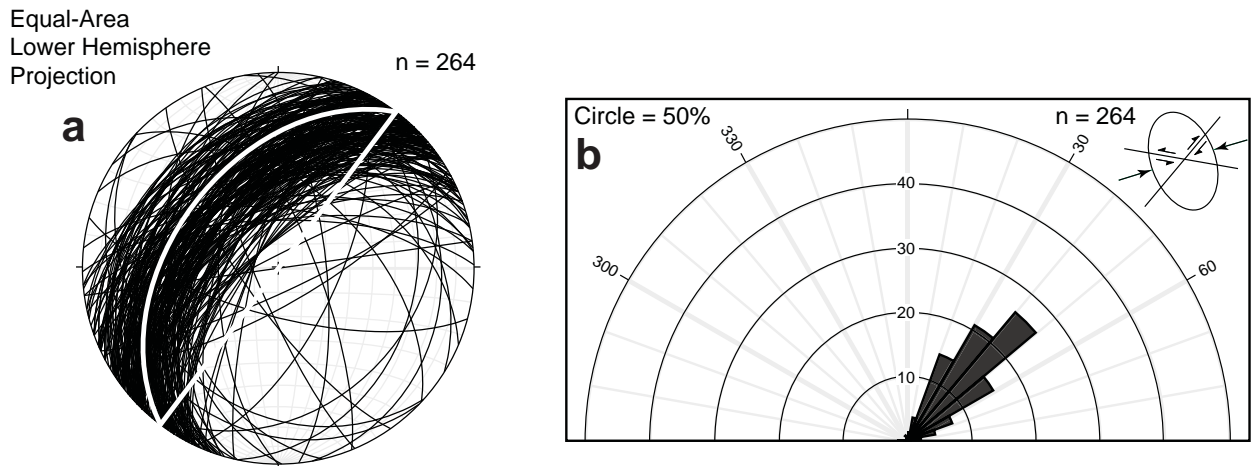 Equal-Area
Lower Hemisphere
Projection
n = 264
a
Circle = 50%
n = 264
b
330
30
300
60
40
30
20
10